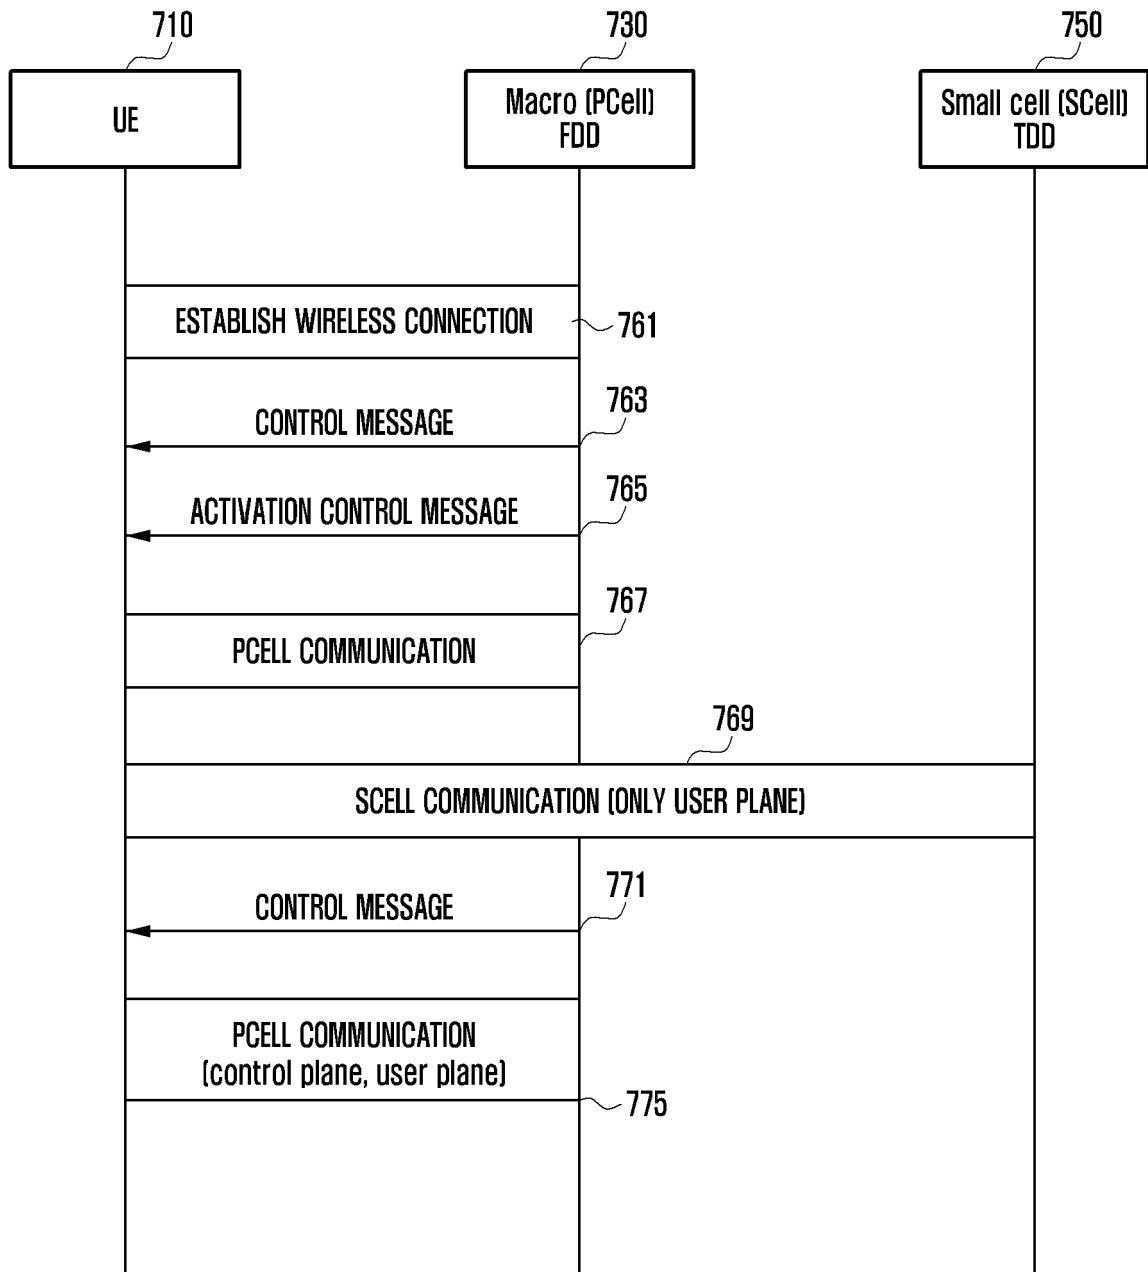 710
730
750
UE
Macro (PCell)
FDD
Small cell (SCell)
TDD
ESTABLISH WIRELESS CONNECTION
761
763
CONTROL MESSAGE
765
ACTIVATION CONTROL MESSAGE
767
PCELL COMMUNICATION
769
SCELL COMMUNICATION (ONLY USER PLANE)
771
CONTROL MESSAGE
PCELL COMMUNICATION
(control plane, user plane)
775